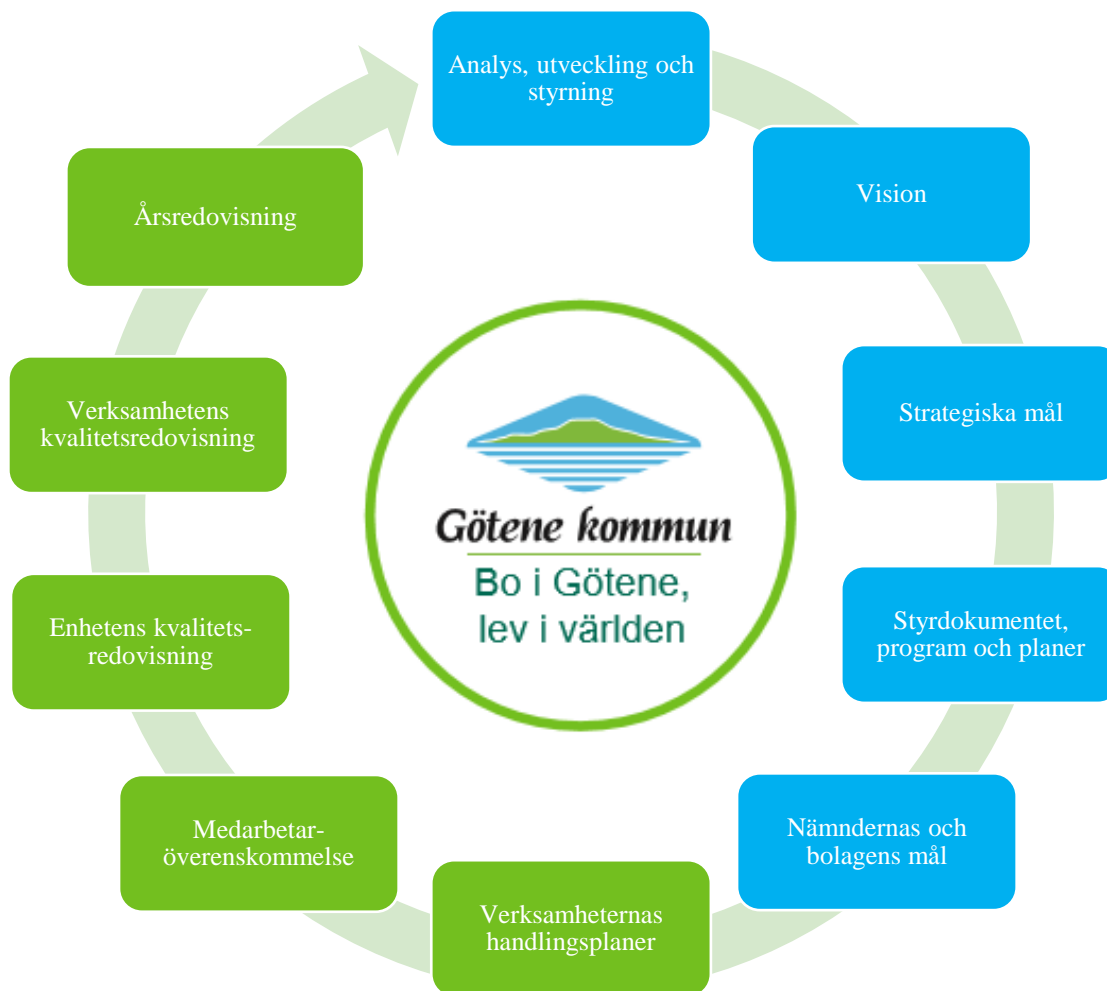 Analys, utveckling och
styrning
Vision
Strategiska mål
Styrdokumentet,
program och planer
Nämndernas och
bolagens mål
Verksamheternas
handlingsplaner
Medarbetar-
överenskommelse
Enhetens kvalitets-
redovisning
Verksamhetens
kvalitetsredovisning
Årsredovisning
Götene kommun
Bo i Götene,
lev i världen